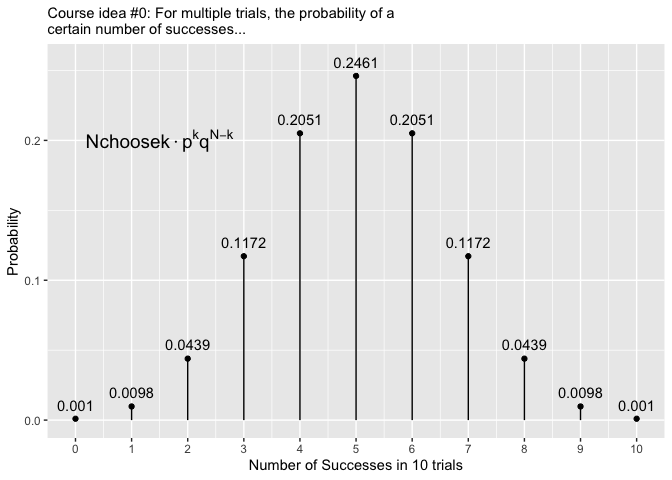 Course idea #0: For multiple trials, the probability of a
certain number of successes...
0.2461
0.2051
0.2051
Nchoosek · p^k q^N−k
0.2
0.1172
0.1172
Probability
0.1
0.0439
0.0439
0.0098
0.0098
0.001
0.001
0.0
0 1 2 3 4 5 6 7 8 9 10
Number of Successes in 10 trials